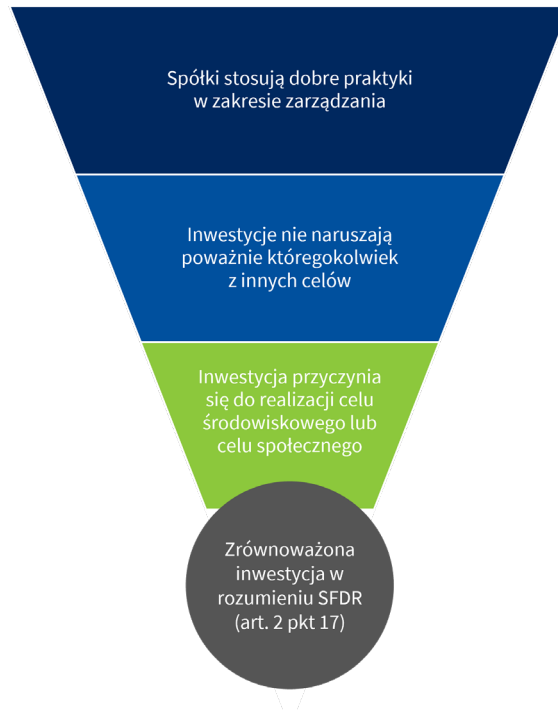 Spółki stosują dobre praktyki
w zakresie zarządzania
Inwestycje nie naruszają
poważnie któregokolwiek
z innych celów
Inwestycja przyczynia
się do realizacji celu
środowiskowego lub
celu społecznego
Zrównoważona
inwestycja w
rozumieniu SFDR
(art. 2 pkt 17)